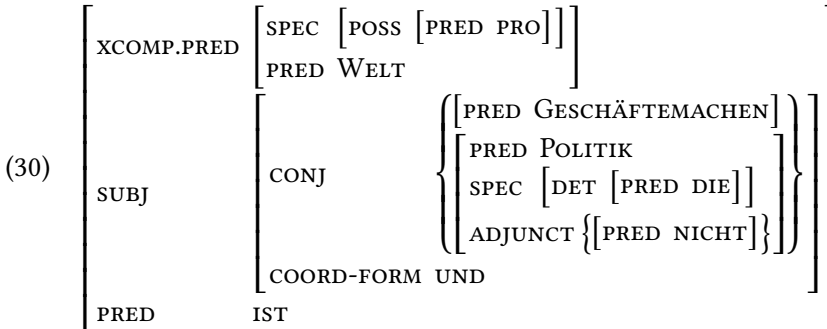 XCOMP.PRED [SPEC [POSS [PRED PRO]]
PRED WELT]
(30) SUBJ [CONJ {[PRED GESCHÄFTEMACHEN]
[PRED POLITIK
SPEC [DET [PRED DIE]]
ADJUNCT {[PRED NICHT]}]}
COORD-FORM UND]
PRED IST